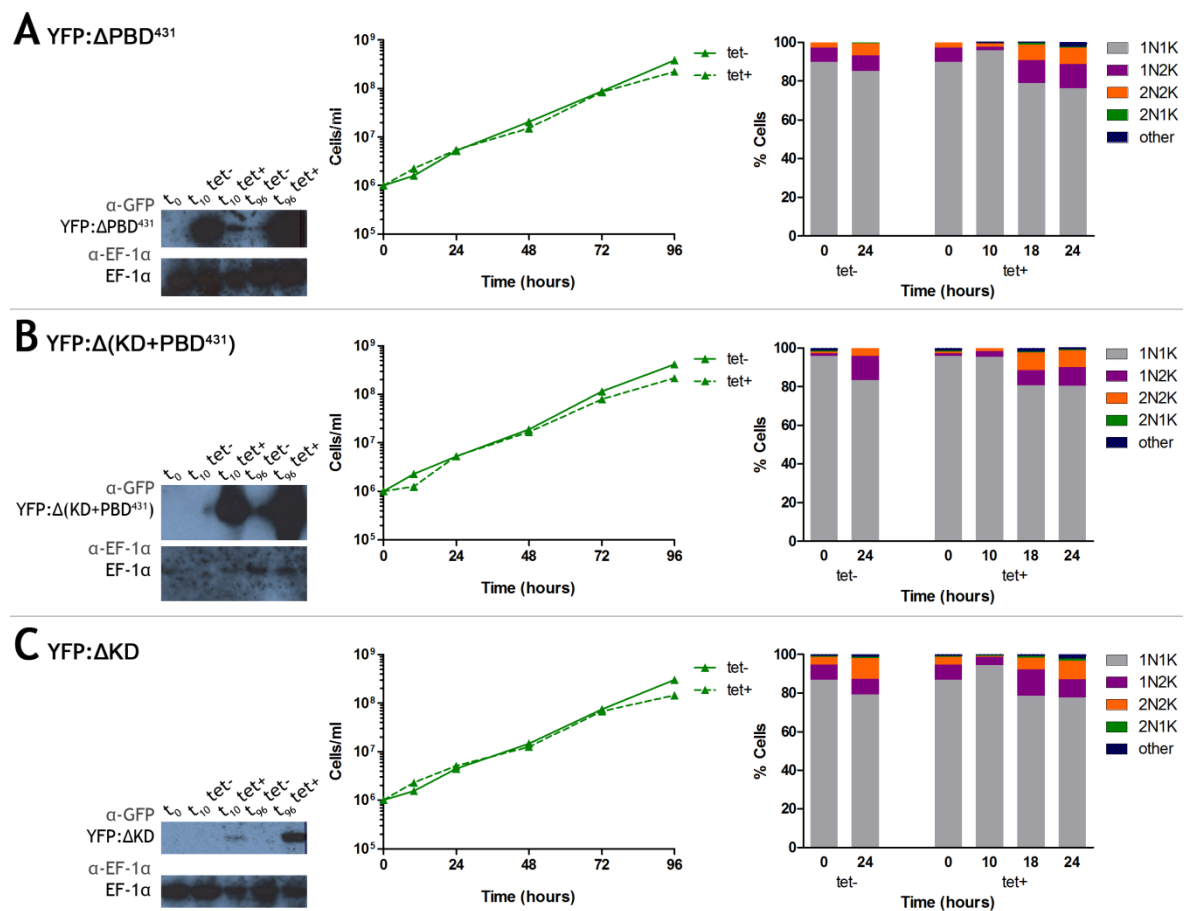 A YFP:ΔPBD⁴³¹
t₀ t₁₀ tet- t₁₀ tet+ t₉₆ tet- t₉₆ tet+
α-GFP
YFP:ΔPBD⁴³¹
α-EF-1α
EF-1α
Cells/ml
10⁹
10⁸
10⁷
10⁶
10⁵
0 24 48 72 96
Time (hours)
tet-
tet+
% Cells
100
80
60
40
20
0
0 24 0 10 18 24
tet- tet+
Time (hours)
1N1K
1N2K
2N2K
2N1K
other
B YFP:Δ(KD+PBD⁴³¹)
t₀ t₁₀ tet- t₁₀ tet+ t₉₆ tet- t₉₆ tet+
α-GFP
YFP:Δ(KD+PBD⁴³¹)
α-EF-1α
EF-1α
Cells/ml
10⁹
10⁸
10⁷
10⁶
10⁵
0 24 48 72 96
Time (hours)
tet-
tet+
% Cells
100
80
60
40
20
0
0 24 0 10 18 24
tet- tet+
Time (hours)
1N1K
1N2K
2N2K
2N1K
other
C YFP:ΔKD
t₀ t₁₀ tet- t₁₀ tet+ t₉₆ tet- t₉₆ tet+
α-GFP
YFP:ΔKD
α-EF-1α
EF-1α
Cells/ml
10⁹
10⁸
10⁷
10⁶
10⁵
0 24 48 72 96
Time (hours)
tet-
tet+
% Cells
100
80
60
40
20
0
0 24 0 10 18 24
tet- tet+
Time (hours)
1N1K
1N2K
2N2K
2N1K
other